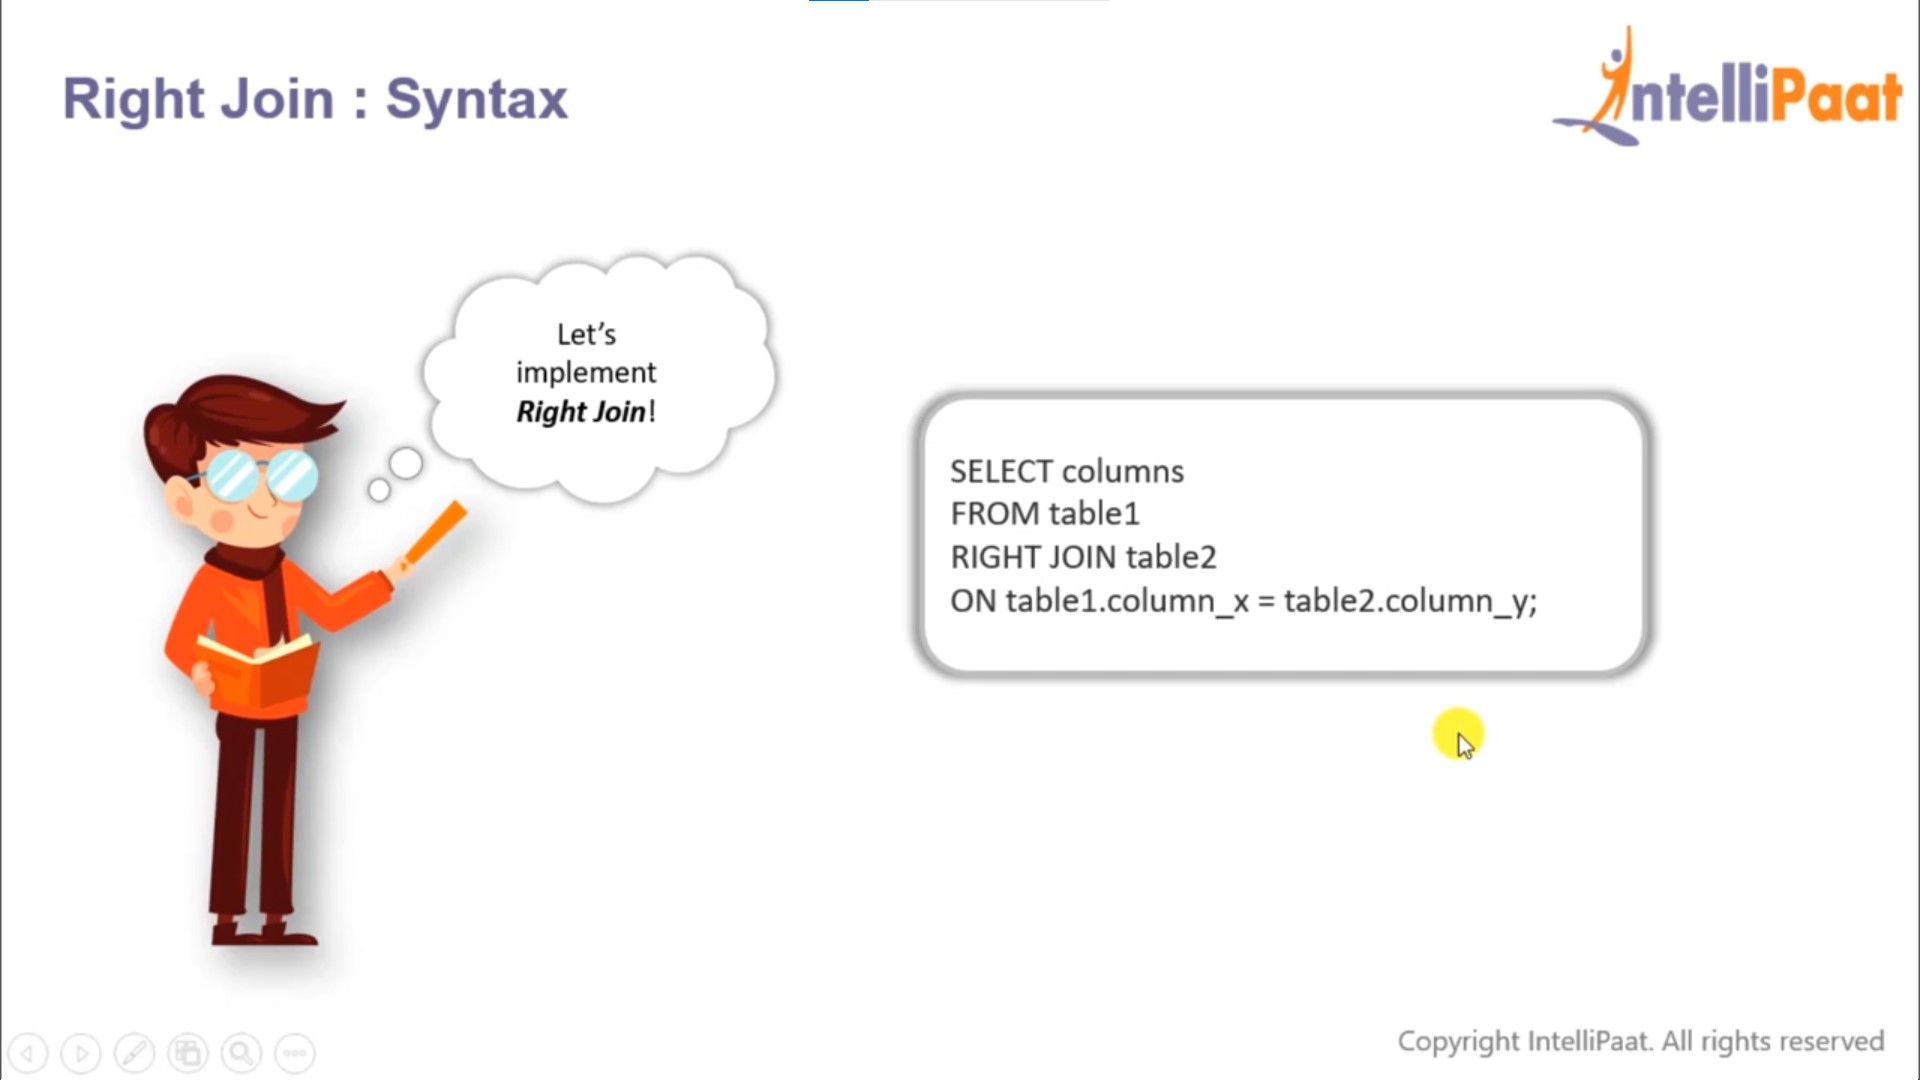 Right Join : Syntax
IntelliPaat
Let’s
implement
Right Join!
SELECT columns
FROM table1
RIGHT JOIN table2
ON table1.column_x = table2.column_y;
Copyright IntelliPaat. All rights reserved